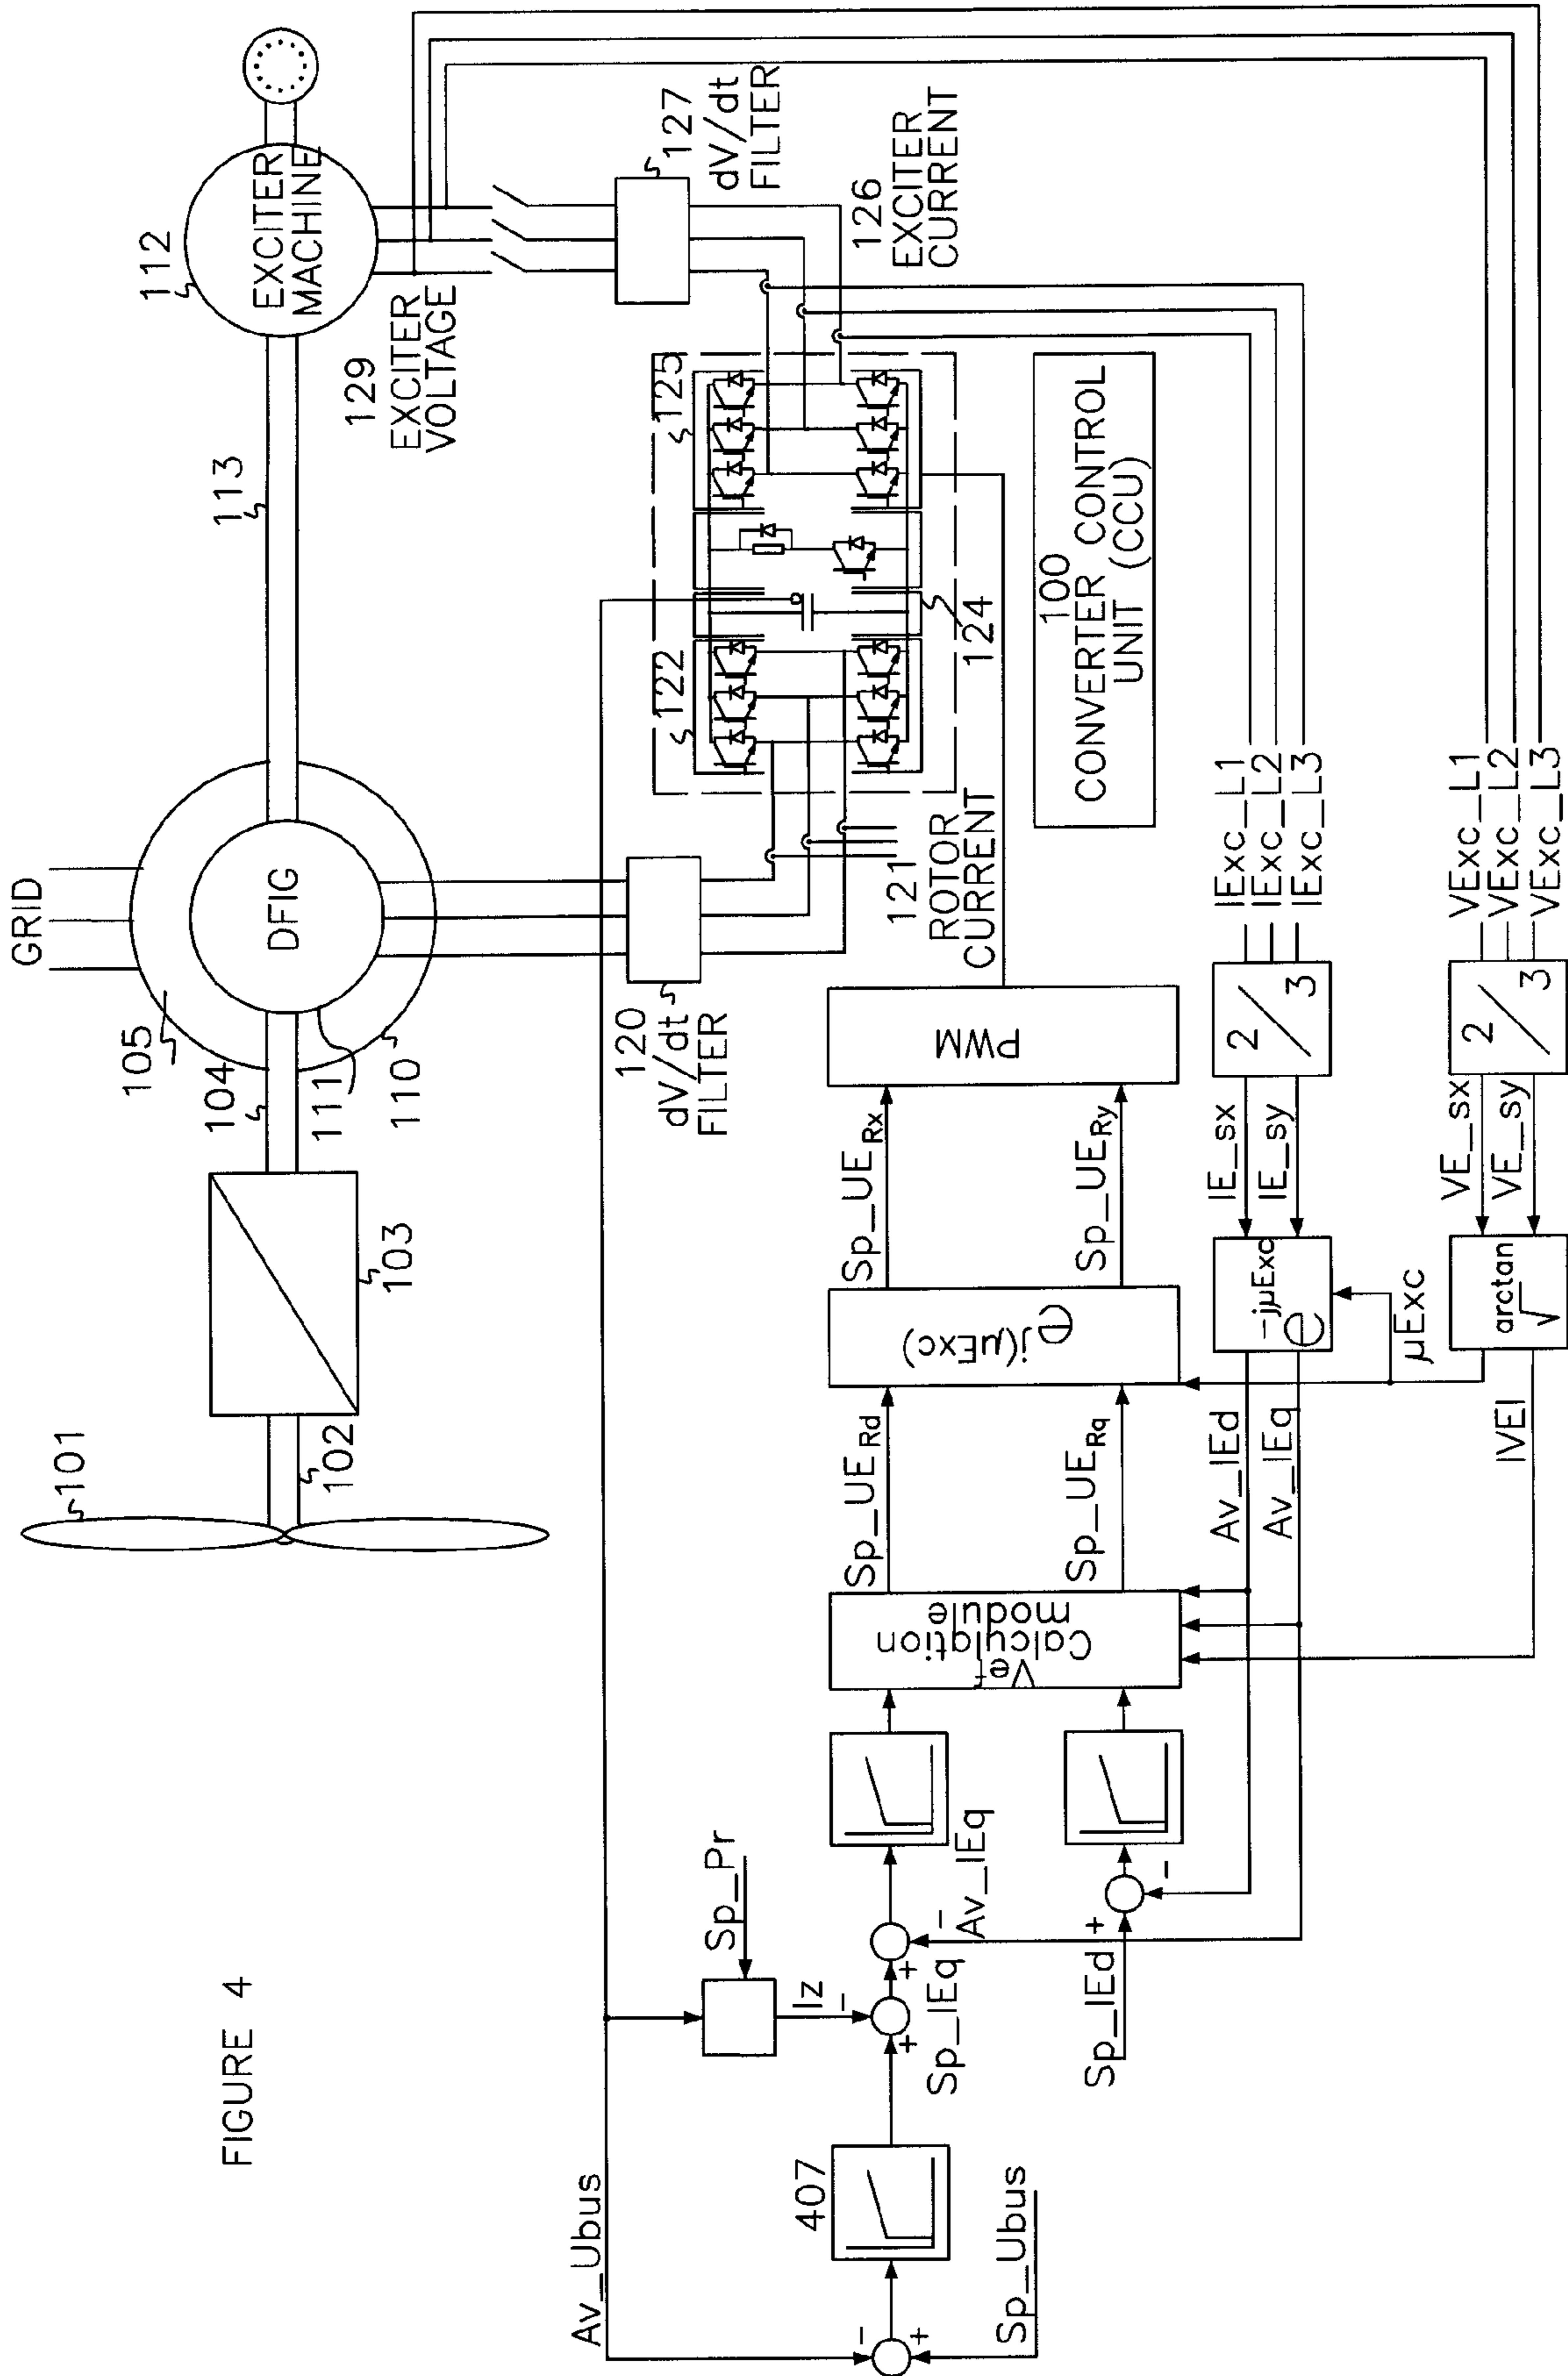 FIGURE 4
GRID
101
102
103
104
105
111
110
DFIG
113
112
EXCITER
MACHINE
129
EXCITER
VOLTAGE
127
dV/dt
FILTER
126
EXCITER
CURRENT
120
dV/dt
FILTER
121
ROTOR
CURRENT
122
124
125
100
CONVERTER CONTROL
UNIT (CCU)
Av_Ubus
Sp_Ubus
-
+
407
Sp_Pr
Iz
-
+
Sp_IEq
+
-
Av_IEq
Sp_IEd
+
-
Vef
Calculation
module
Sp_UE_Rd
Sp_UE_Rq
e j(μExc)
Sp_UE_Rx
Sp_UE_Ry
PWM
Av_IEd
Av_IEq
-jμExc
e
IE_sx
IE_sy
2/3
IExc_L1
IExc_L2
IExc_L3
μExc
IVEI
arctan
√
VE_sx
VE_sy
2/3
VExc_L1
VExc_L2
VExc_L3